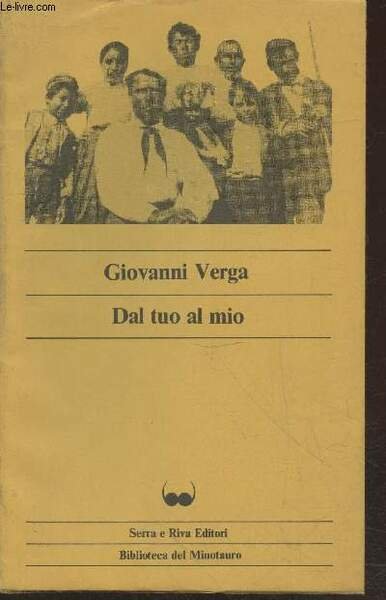 © Le-livre.com
Giovanni Verga
Dal tuo al mio
Serra e Riva Editori
Biblioteca del Minotauro